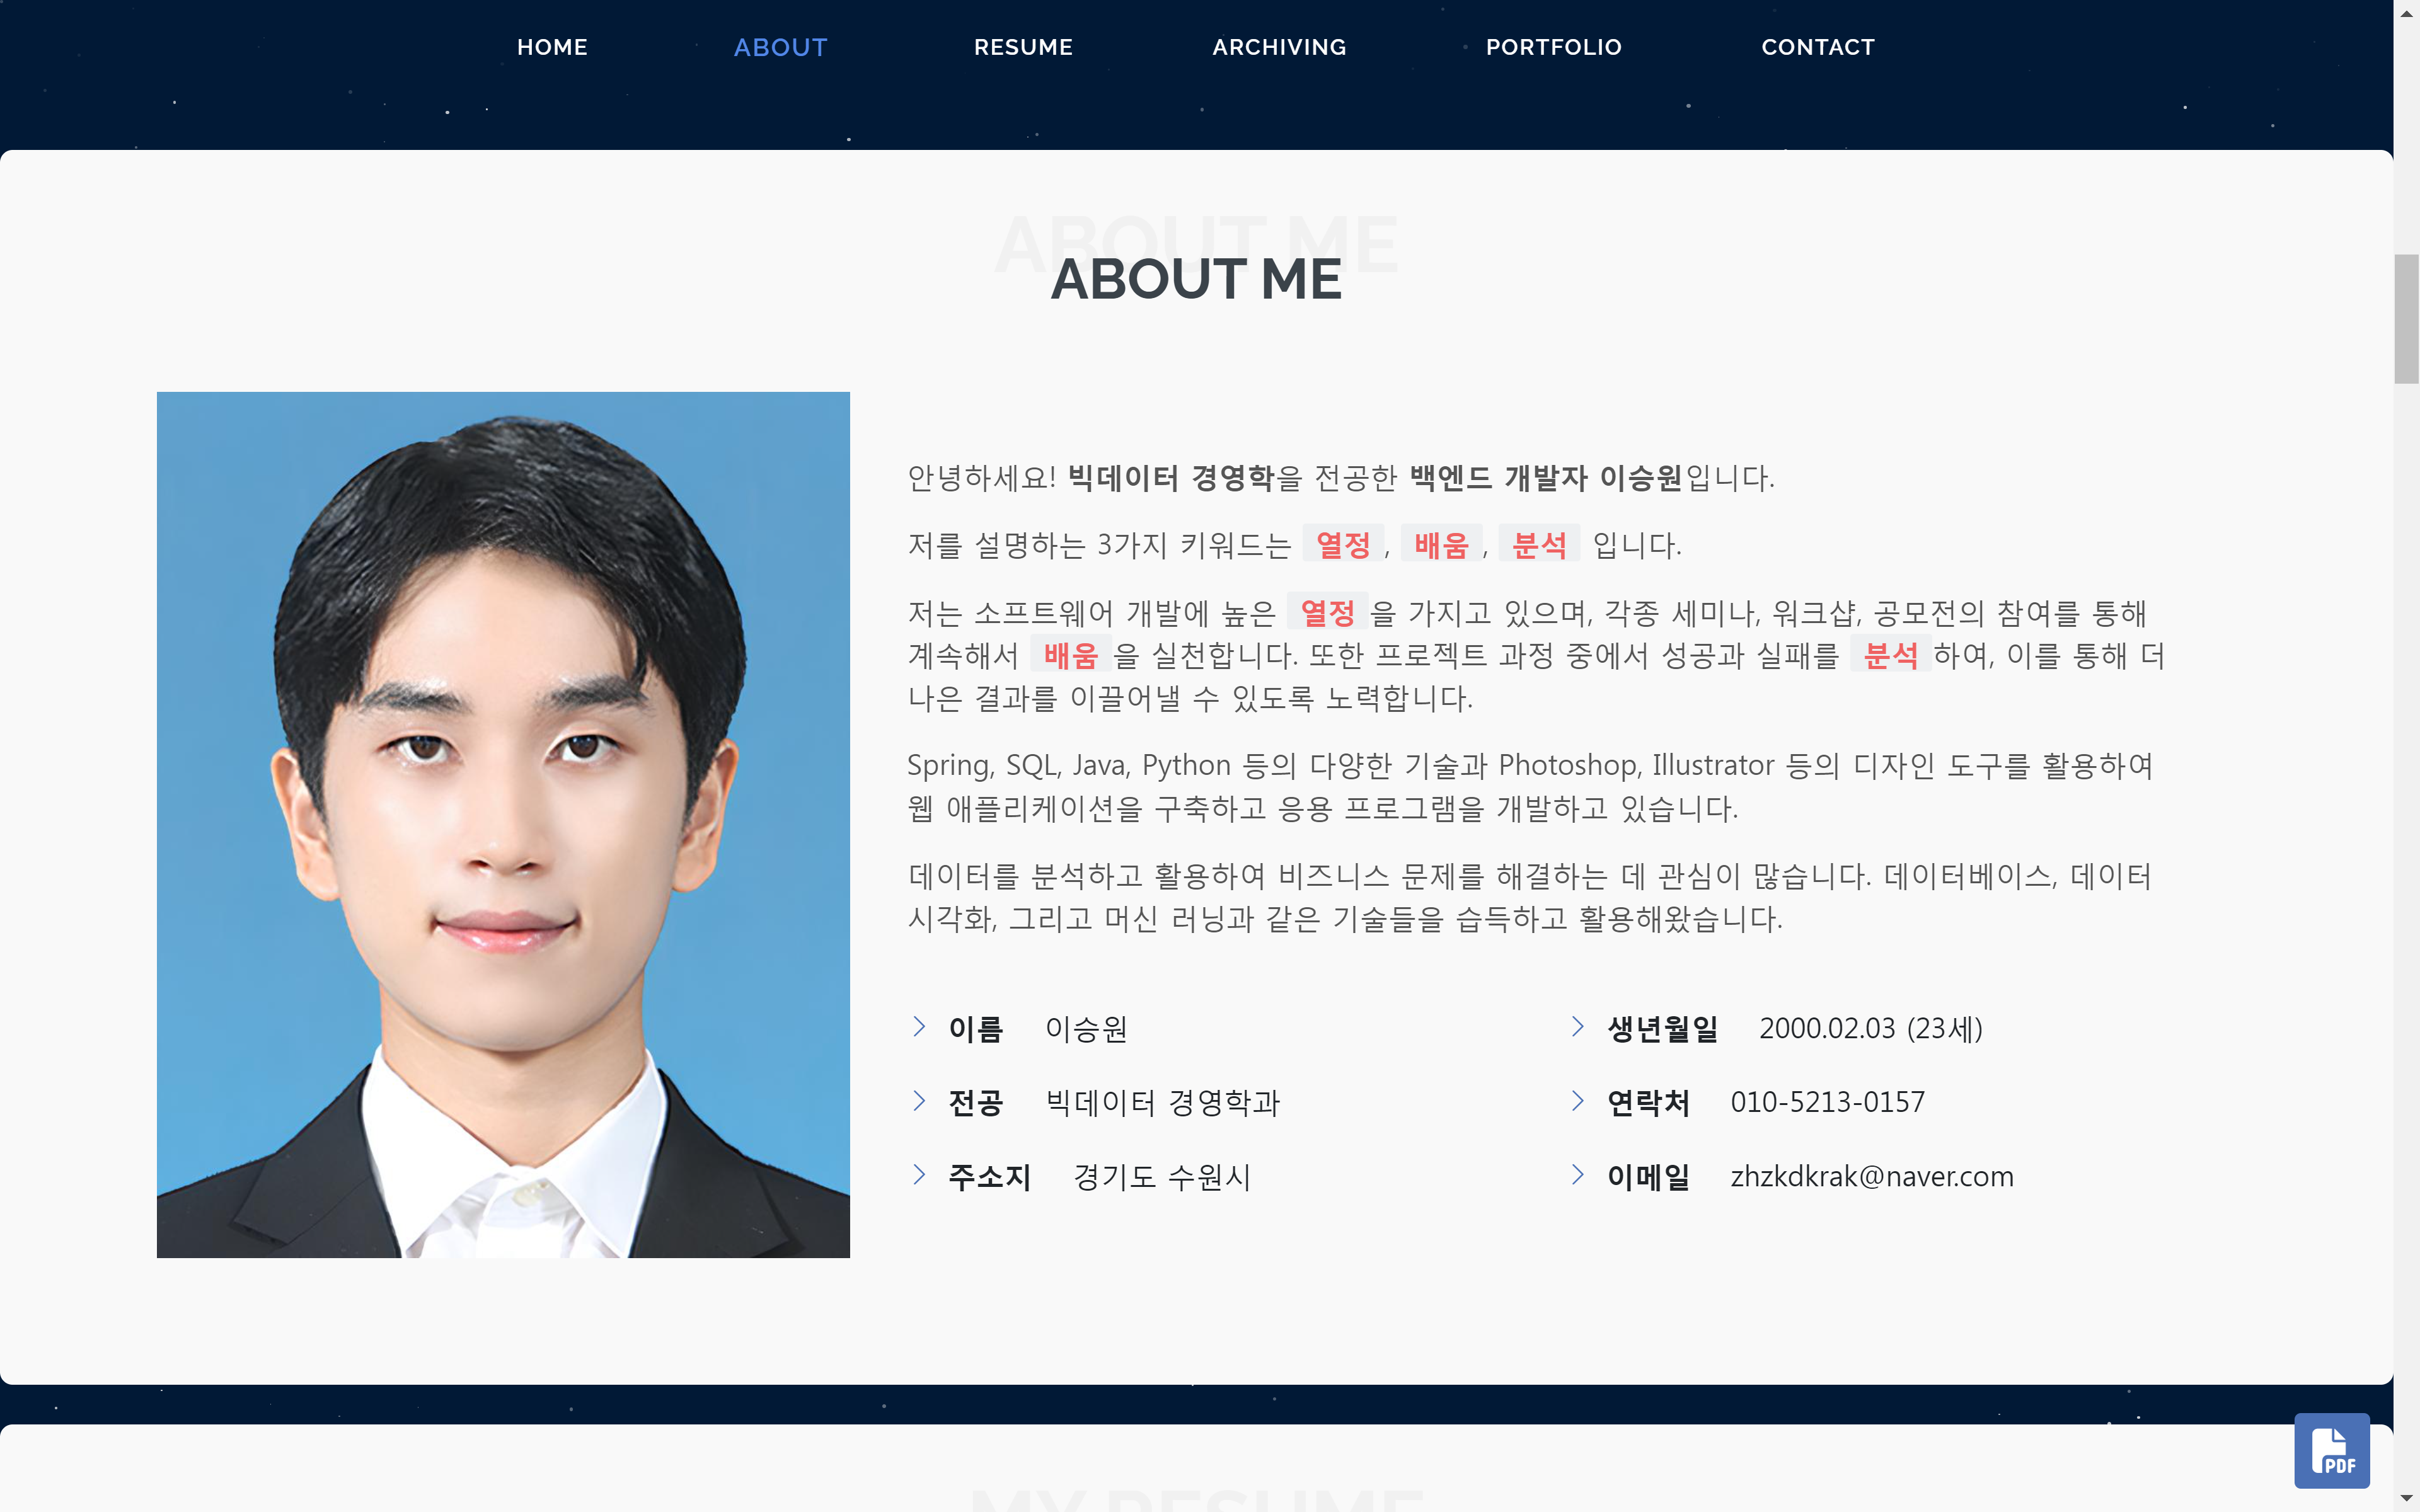 HOME ABOUT RESUME ARCHIVING PORTFOLIO CONTACT
ABOUT ME
ABOUT ME
안녕하세요! 빅데이터 경영학을 전공한 백엔드 개발자 이승원입니다.
저를 설명하는 3가지 키워드는 열정, 배움, 분석 입니다.
저는 소프트웨어 개발에 높은 열정을 가지고 있으며, 각종 세미나, 워크샵, 공모전의 참여를 통해
계속해서 배움을 실천합니다. 또한 프로젝트 과정 중에서 성공과 실패를 분석하여, 이를 통해 더
나은 결과를 이끌어낼 수 있도록 노력합니다.
Spring, SQL, Java, Python 등의 다양한 기술과 Photoshop, Illustrator 등의 디자인 도구를 활용하여
웹 애플리케이션을 구축하고 응용 프로그램을 개발하고 있습니다.
데이터를 분석하고 활용하여 비즈니스 문제를 해결하는 데 관심이 많습니다. 데이터베이스, 데이터
시각화, 그리고 머신 러닝과 같은 기술들을 습득하고 활용해왔습니다.
이름 이승원
생년월일 2000.02.03 (23세)
전공 빅데이터 경영학과
연락처 010-5213-0157
주소지 경기도 수원시
이메일 zhzkdkrak@naver.com
PDF
MY RESUME